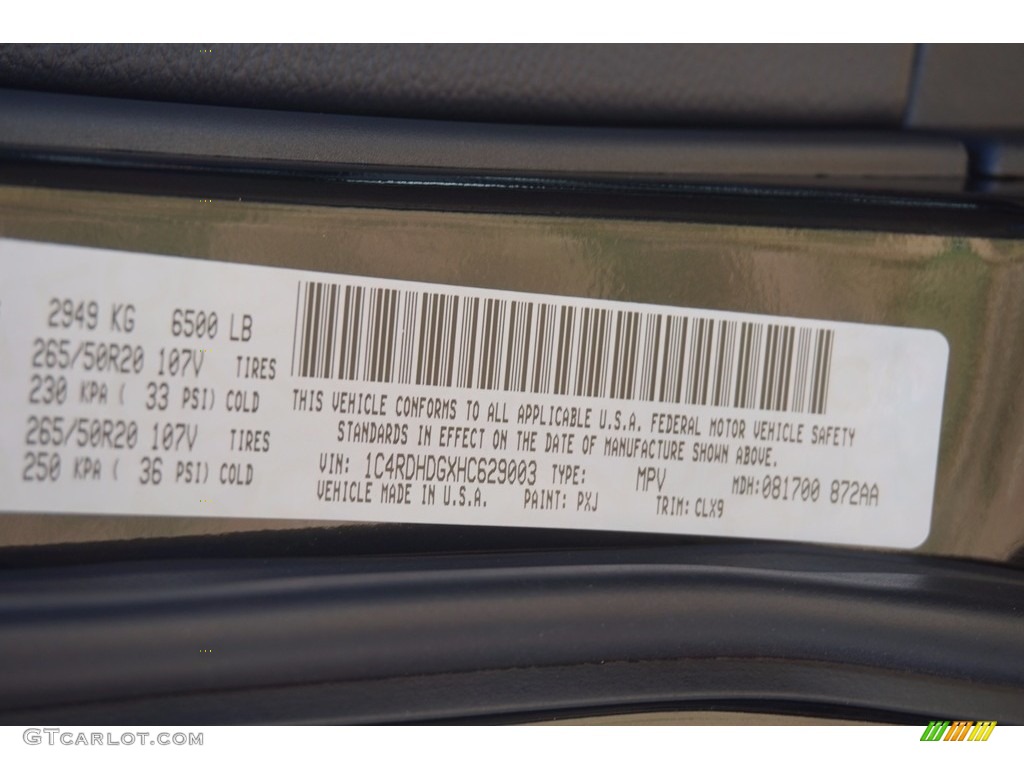 2949 KG 6500 LB
265/50R20 107V TIRES
230 KPA ( 33 PSI) COLD
265/50R20 107V TIRES
250 KPA ( 36 PSI) COLD
THIS VEHICLE CONFORMS TO ALL APPLICABLE U.S.A. FEDERAL MOTOR VEHICLE SAFETY
STANDARDS IN EFFECT ON THE DATE OF MANUFACTURE SHOWN ABOVE.
VIN: 1C4RDHDGXHC629003 TYPE: MPV MDH:081700 872AA
VEHICLE MADE IN U.S.A. PAINT: PXJ TRIM: CLX9
GTCarlot.com